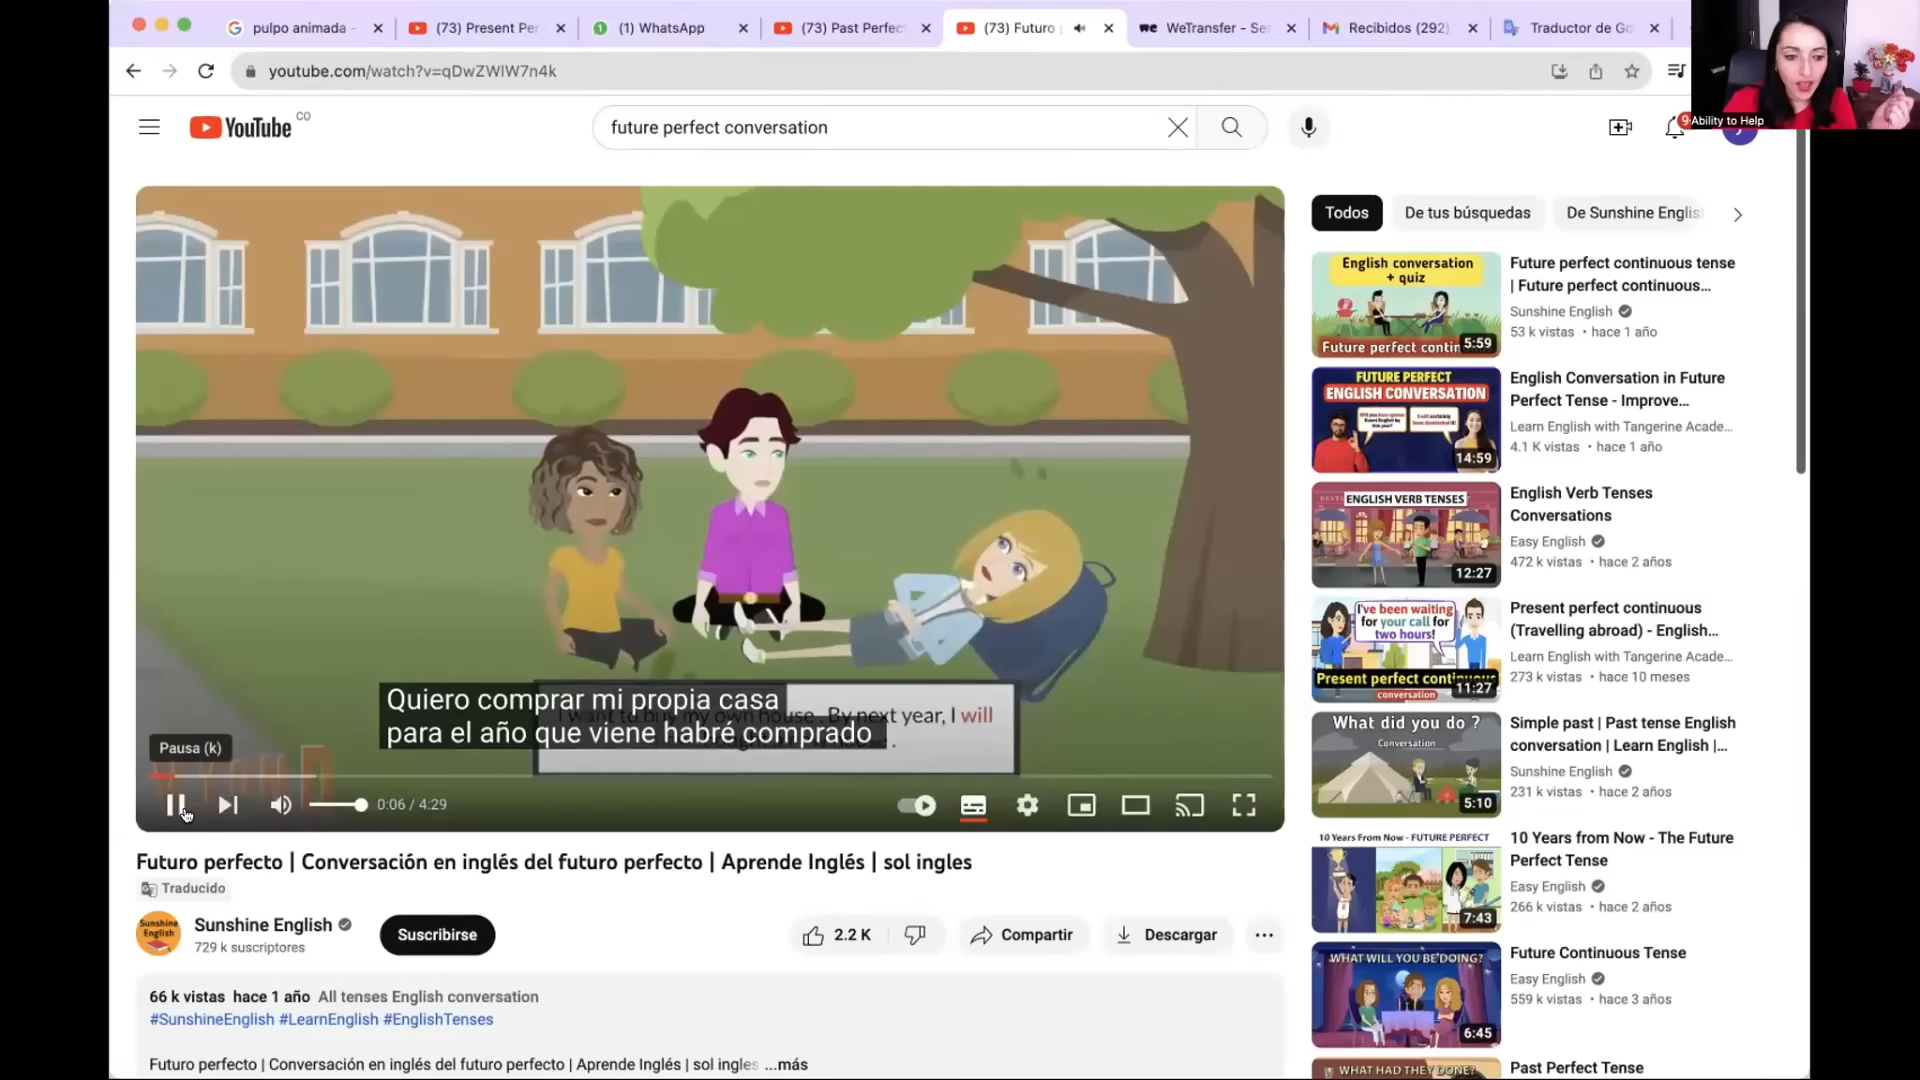 pulpo animada -
(73) Present Per
(1) WhatsApp
(73) Past Perfec
(73) Futuro
WeTransfer - Se
Recibidos (292)
Traductor de Go
youtube.com/watch?v=qDwZWlW7n4k
YouTube CO
future perfect conversation
9
Ability to Help
Quiero comprar mi propia casa
para el año que viene habré comprado
I want to buy my own house. By next year, I will
Pausa (k)
0:06 / 4:29
Futuro perfecto | Conversación en inglés del futuro perfecto | Aprende Inglés | sol ingles
Traducido
Sunshine English
Sunshine English
729 k suscriptores
Suscribirse
2.2 K
Compartir
Descargar
66 k vistas hace 1 año All tenses English conversation
#SunshineEnglish #LearnEnglish #EnglishTenses
Futuro perfecto | Conversación en inglés del futuro perfecto | Aprende Inglés | sol ingles ...más
Todos
De tus búsquedas
De Sunshine Englis
English conversation
+ quiz
Future perfect contin
5:59
Future perfect continuous tense
| Future perfect continuous...
Sunshine English
53 k vistas • hace 1 año
FUTURE PERFECT
ENGLISH CONVERSATION
14:59
English Conversation in Future
Perfect Tense - Improve...
Learn English with Tangerine Acade...
4.1 K vistas • hace 1 año
ENGLISH VERB TENSES
12:27
English Verb Tenses
Conversations
Easy English
472 k vistas • hace 2 años
I've been waiting
for your call for
two hours!
Present perfect continuous
conversation
11:27
Present perfect continuous
(Travelling abroad) - English...
Learn English with Tangerine Acade...
273 k vistas • hace 10 meses
What did you do ?
Conversation
5:10
Simple past | Past tense English
conversation | Learn English |...
Sunshine English
231 k vistas • hace 2 años
10 Years From Now - FUTURE PERFECT
7:43
10 Years from Now - The Future
Perfect Tense
Easy English
266 k vistas • hace 2 años
WHAT WILL YOU BE DOING?
6:45
Future Continuous Tense
Easy English
559 k vistas • hace 3 años
WHAT HAD THEY DONE?
Past Perfect Tense